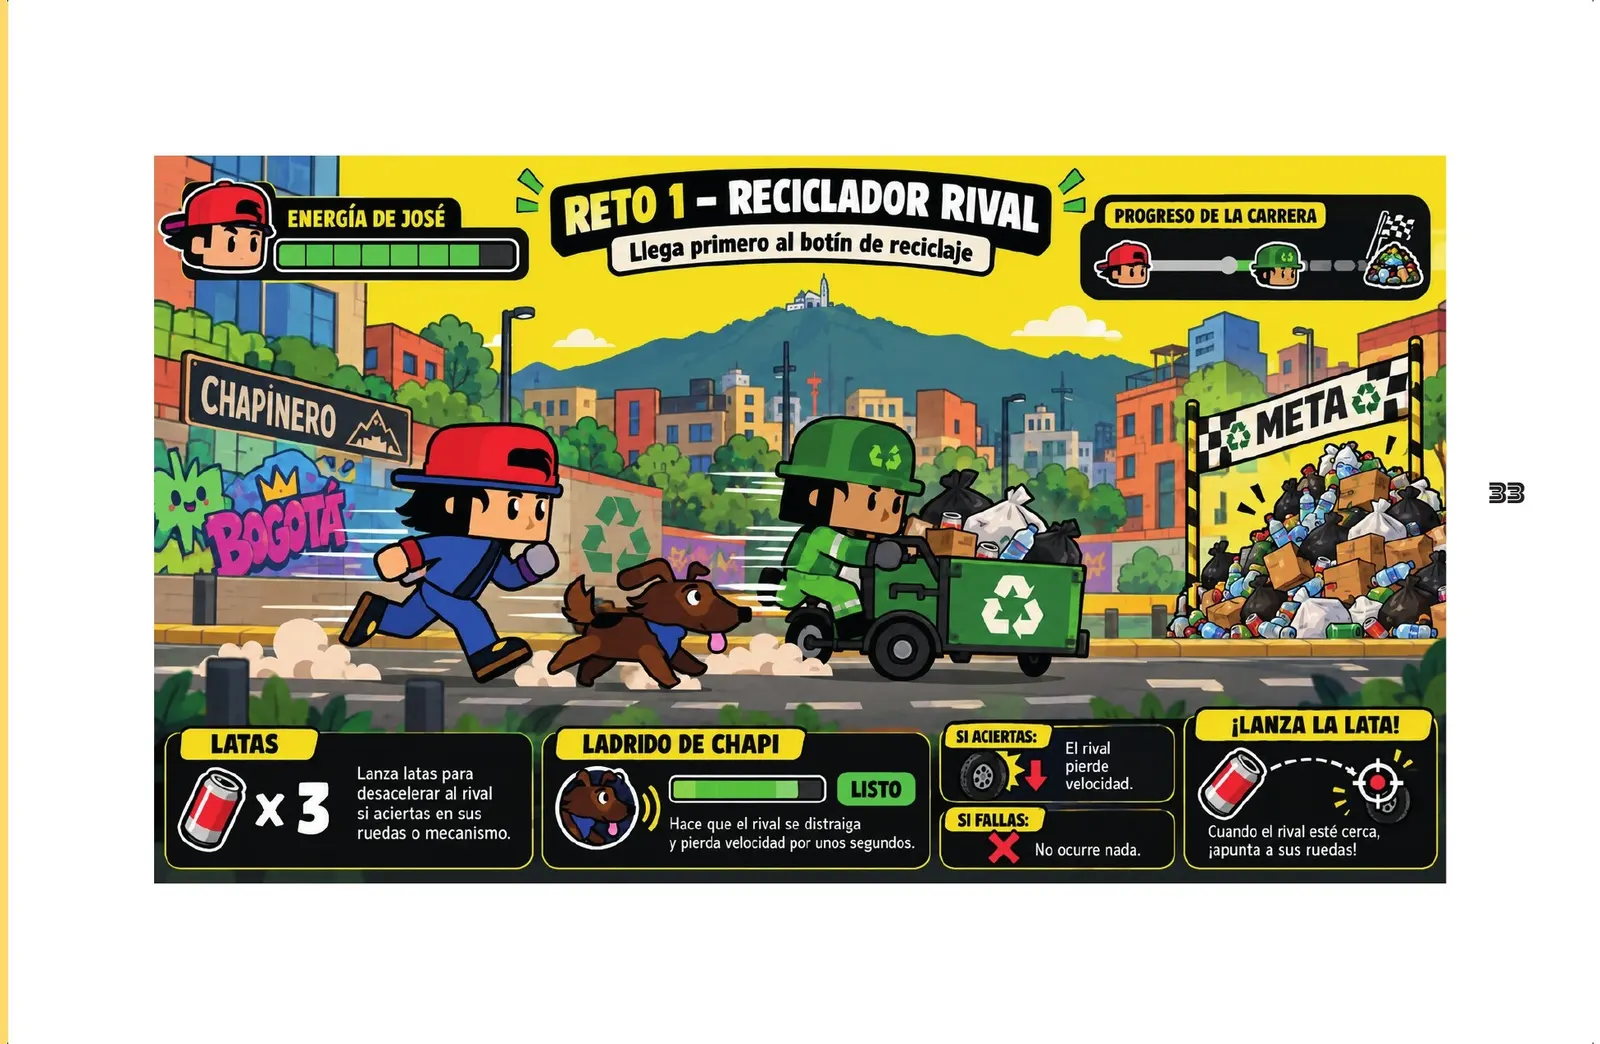 RETO 1 – RECICLADOR RIVAL
Llega primero al botín de reciclaje
ENERGÍA DE JOSÉ
PROGRESO DE LA CARRERA
CHAPINERO
BOGOTÁ
META
33
LATAS
x 3
Lanza latas para
desacelerar al rival
si aciertas en sus
ruedas o mecanismo.
LADRIDO DE CHAPI
LISTO
Hace que el rival se distraiga
y pierda velocidad por unos segundos.
SI ACIERTAS:
El rival
pierde
velocidad.
SI FALLAS:
No ocurre nada.
¡LANZA LA LATA!
Cuando el rival esté cerca,
¡apunta a sus ruedas!